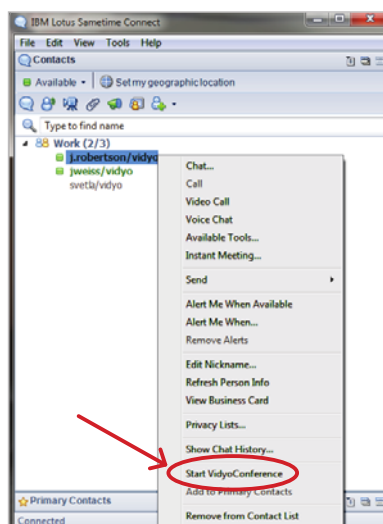 IBM Lotus Sametime Connect
File Edit View Tools Help
Contacts
Available Set my geographic location
Type to find name
Work (2/3)
j.robertson/vidyo
jweiss/vidyo
svetla/vidyo
Chat...
Call
Video Call
Voice Chat
Available Tools...
Instant Meeting...
Send
Alert Me When Available
Alert Me When...
Remove Alerts
Edit Nickname...
Refresh Person Info
View Business Card
Privacy Lists...
Show Chat History...
Start VidyoConference
Add to Primary Contacts
Remove from Contact List
Primary Contacts
Connected